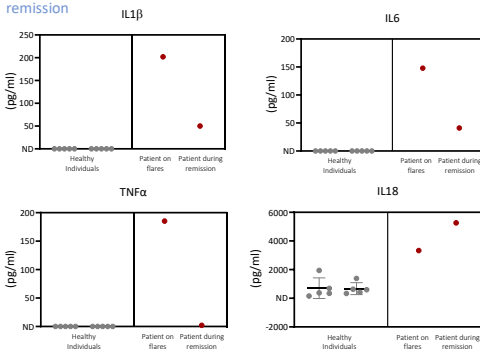 remission
IL1β
(pg/ml)
250
200
150
100
50
ND
Healthy Individuals
Patient on flares
Patient during remission
IL6
(pg/ml)
200
150
100
50
ND
Healthy Individuals
Patient on flares
Patient during remission
TNFα
(pg/ml)
200
150
100
50
ND
Healthy Individuals
Patient on flares
Patient during remission
IL18
(pg/ml)
6000
4000
2000
ND
-2000
Healthy Individuals
Patient on flares
Patient during remission